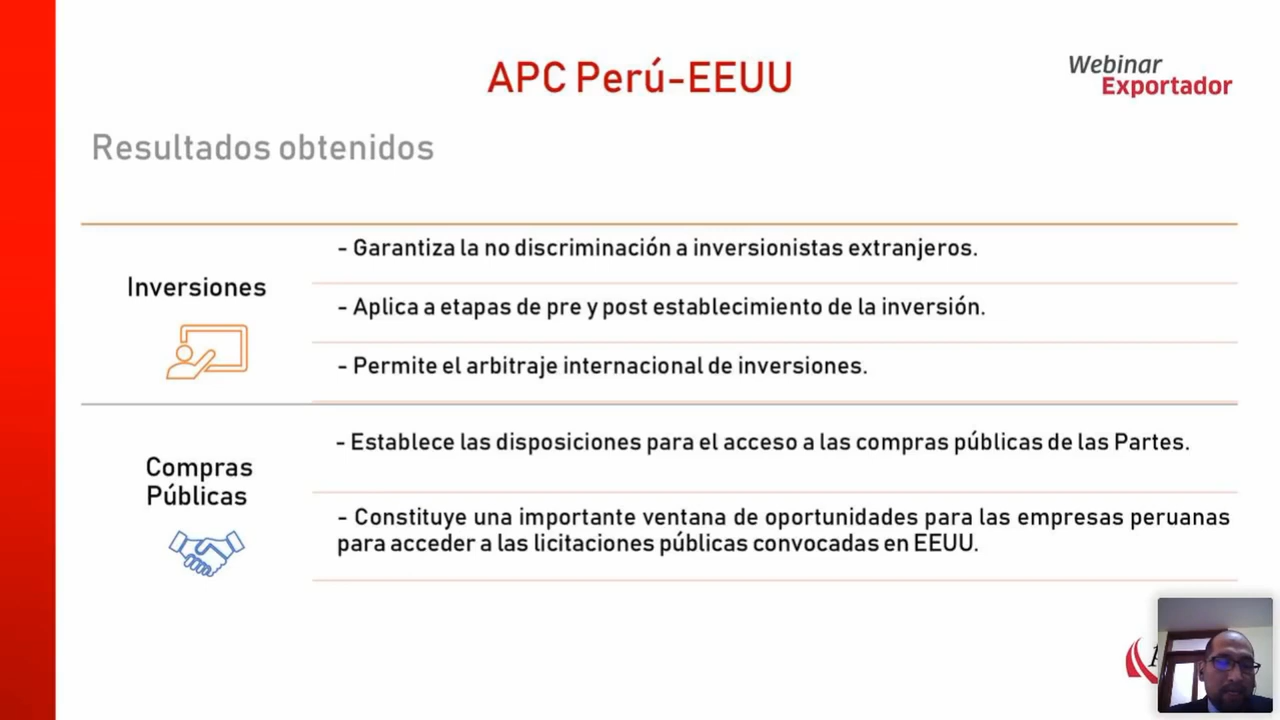 APC Perú-EEUU
Webinar
Exportador
Resultados obtenidos
Inversiones
- Garantiza la no discriminación a inversionistas extranjeros.
- Aplica a etapas de pre y post establecimiento de la inversión.
- Permite el arbitraje internacional de inversiones.
Compras
Públicas
- Establece las disposiciones para el acceso a las compras públicas de las Partes.
- Constituye una importante ventana de oportunidades para las empresas peruanas
para acceder a las licitaciones públicas convocadas en EEUU.